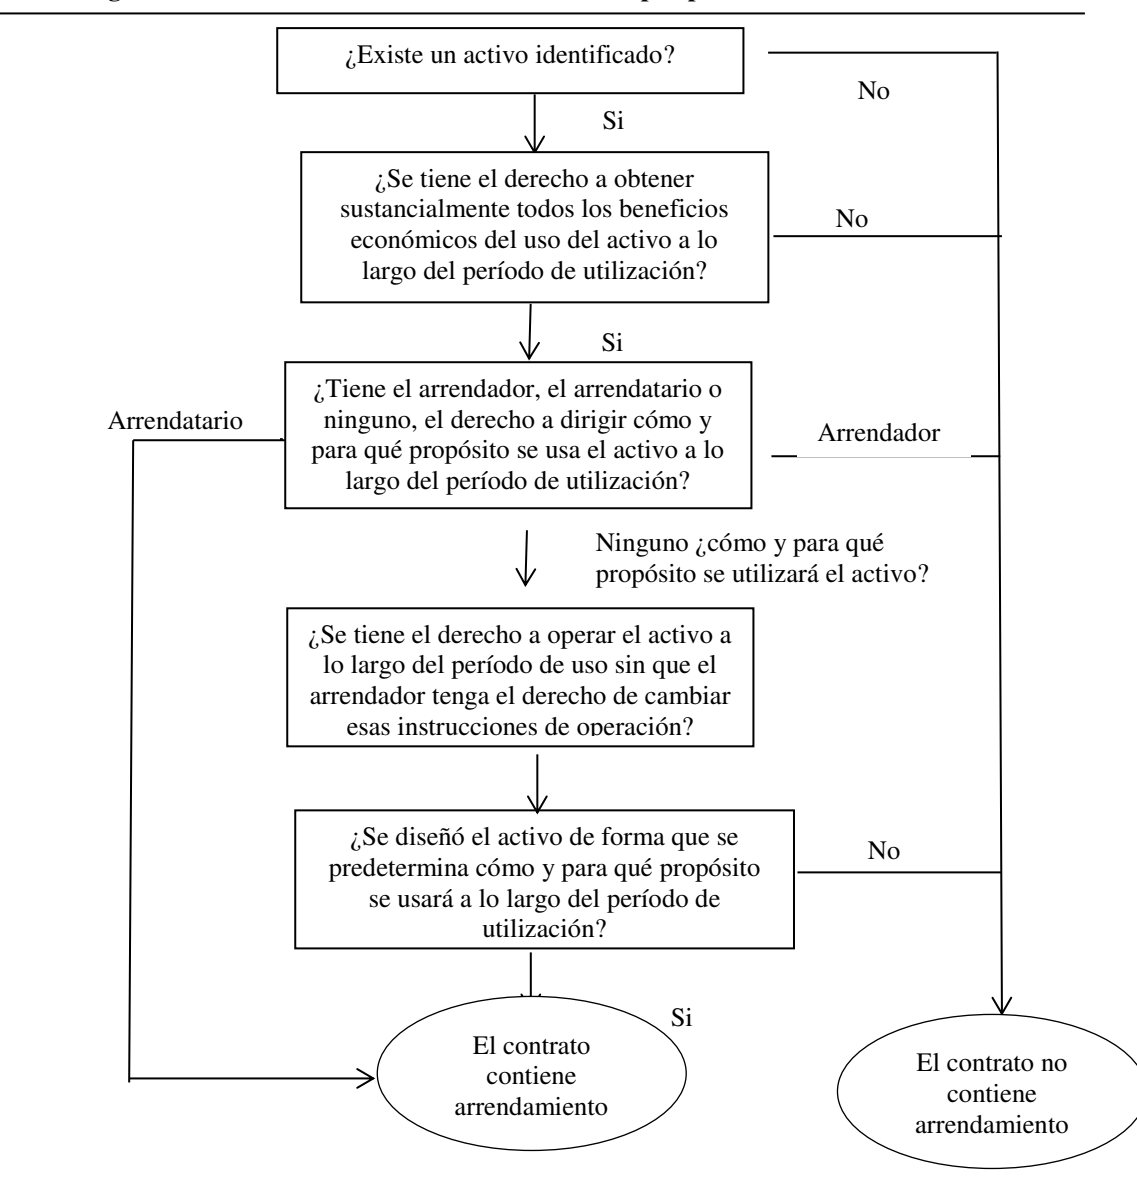 ¿Existe un activo identificado?
No
Si
¿Se tiene el derecho a obtener
sustancialmente todos los beneficios
económicos del uso del activo a lo
largo del período de utilización?
No
Si
¿Tiene el arrendador, el arrendatario o
ninguno, el derecho a dirigir cómo y
para qué propósito se usa el activo a lo
largo del período de utilización?
Arrendatario
Arrendador
Ninguno ¿cómo y para qué
propósito se utilizará el activo?
¿Se tiene el derecho a operar el activo a
lo largo del período de uso sin que el
arrendador tenga el derecho de cambiar
esas instrucciones de operación?
¿Se diseñó el activo de forma que se
predetermina cómo y para qué propósito
se usará a lo largo del período de
utilización?
No
Si
El contrato
contiene
arrendamiento
El contrato no
contiene
arrendamiento